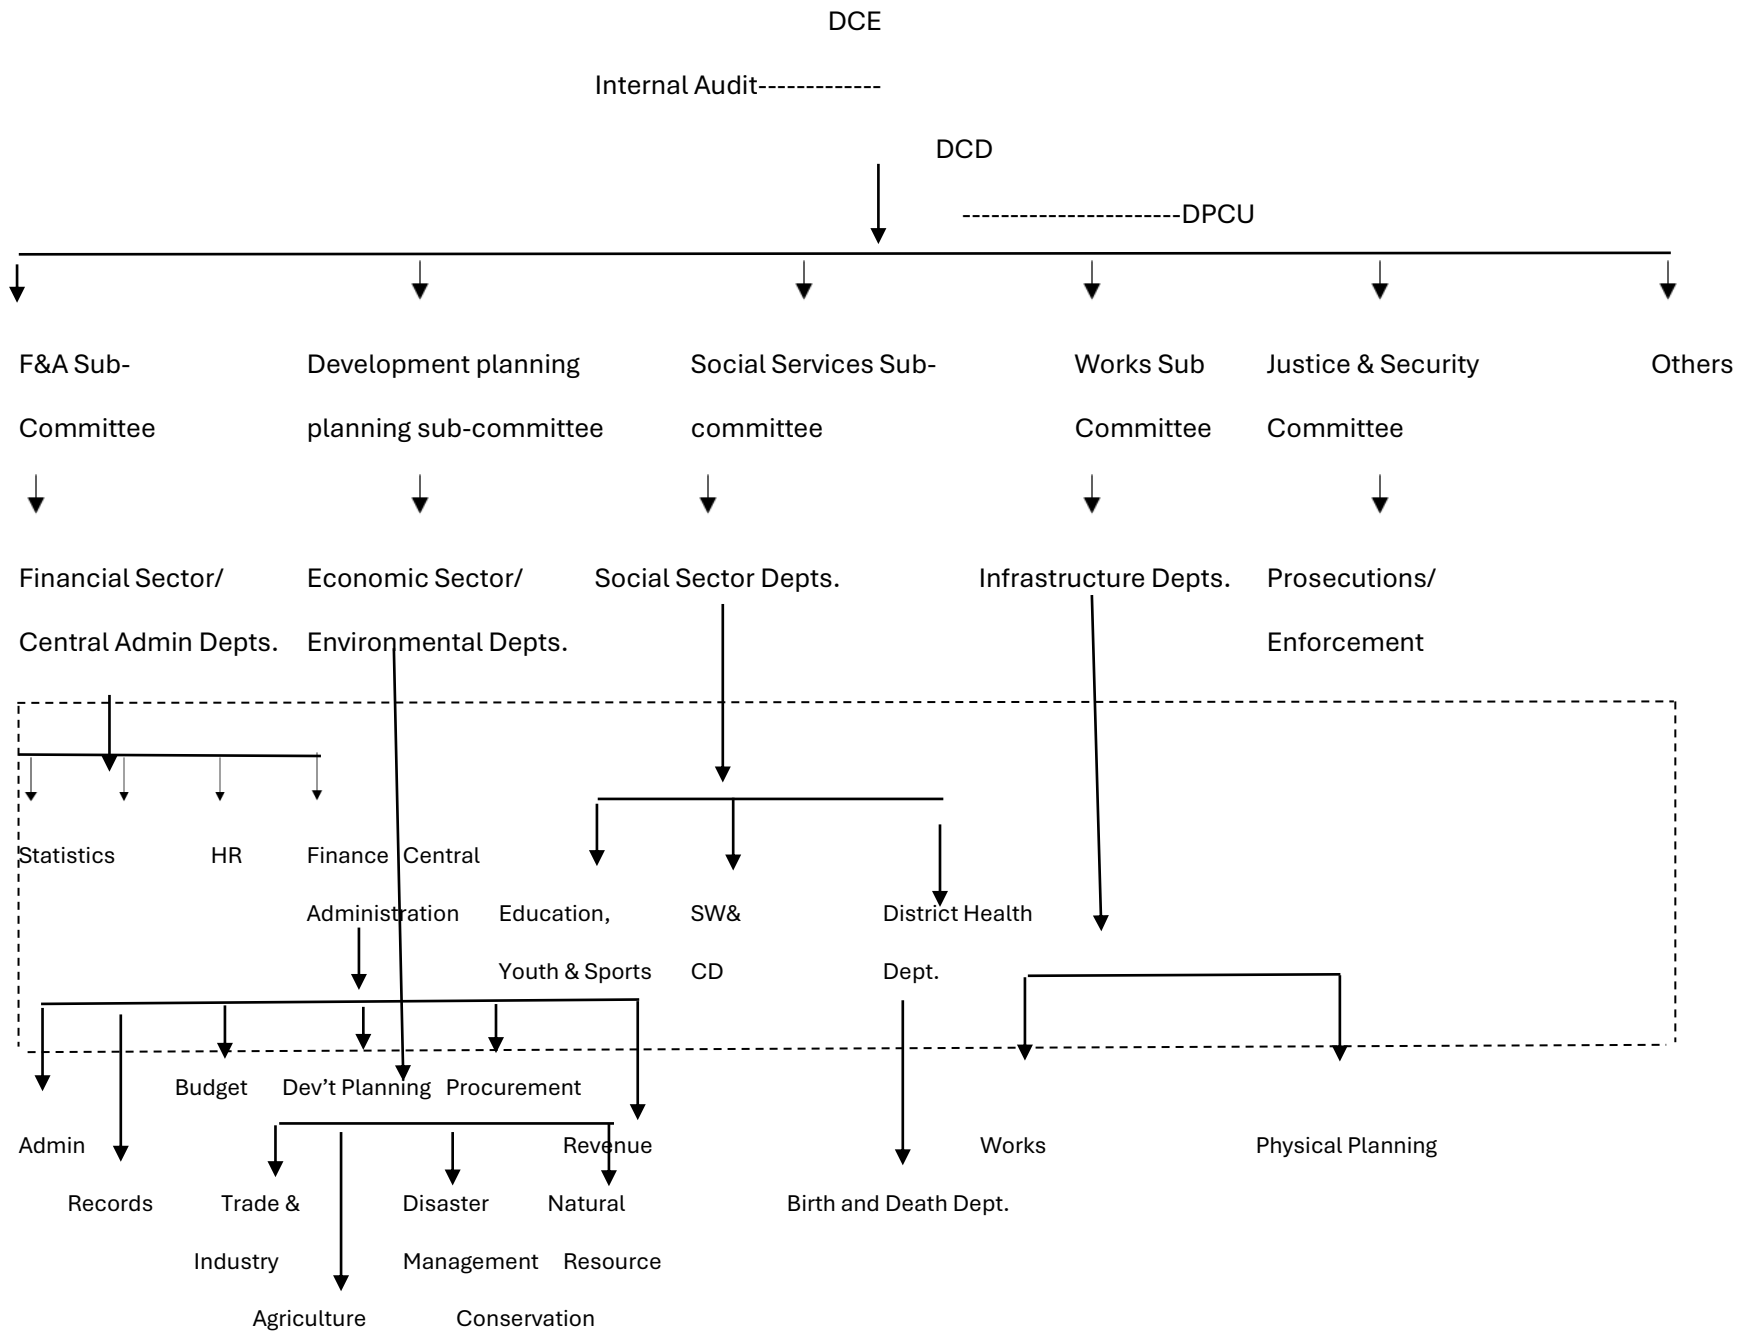 DCE
Internal Audit-------------
DCD
-----------------------DPCU
F&A Sub- Development planning Social Services Sub- Works Sub Justice & Security Others
Committee planning sub-committee committee Committee Committee
Financial Sector/ Economic Sector/ Social Sector Depts. Infrastructure Depts. Prosecutions/
Central Admin Depts. Environmental Depts. Enforcement
Statistics HR Finance Central
Administration Education, SW& District Health
Youth & Sports CD Dept.
Budget Dev’t Planning Procurement
Admin Revenue Works Physical Planning
Records Trade & Disaster Natural Birth and Death Dept.
Industry Management Resource
Agriculture Conservation